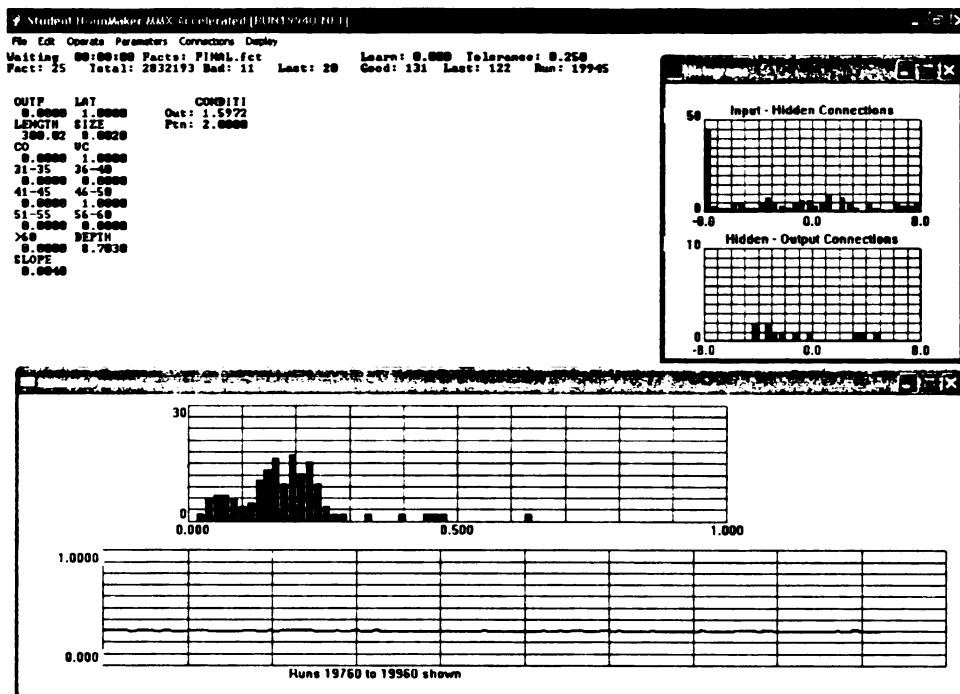 Student BrainMaker MMX Accelerated [RUN19940.NET]
File Edit Operate Parameters Connections Display
Waiting 00:00:00 Facts: FINAL.fct Learn: 0.000 Tolerance: 0.250
Fact: 25 Total: 2832193 Bad: 11 Last: 20 Good: 131 Last: 122 Run: 19945
OUTP LAT CONDITI
0.0000 1.0000 Out: 1.5972
LENGTH SIZE Ptn: 2.0000
300.02 0.0020
CO VC
0.0000 1.0000
31-35 36-40
0.0000 0.0000
41-45 46-50
0.0000 1.0000
51-55 56-60
0.0000 0.0000
>60 DEPTH
0.0000 8.7030
SLOPE
0.0040
Histograms
Input - Hidden Connections
50
0
-8.0 0.0 8.0
Hidden - Output Connections
10
0
-8.0 0.0 8.0
30
0
0.000 0.500 1.000
1.0000
0.000
Runs 19760 to 19960 shown